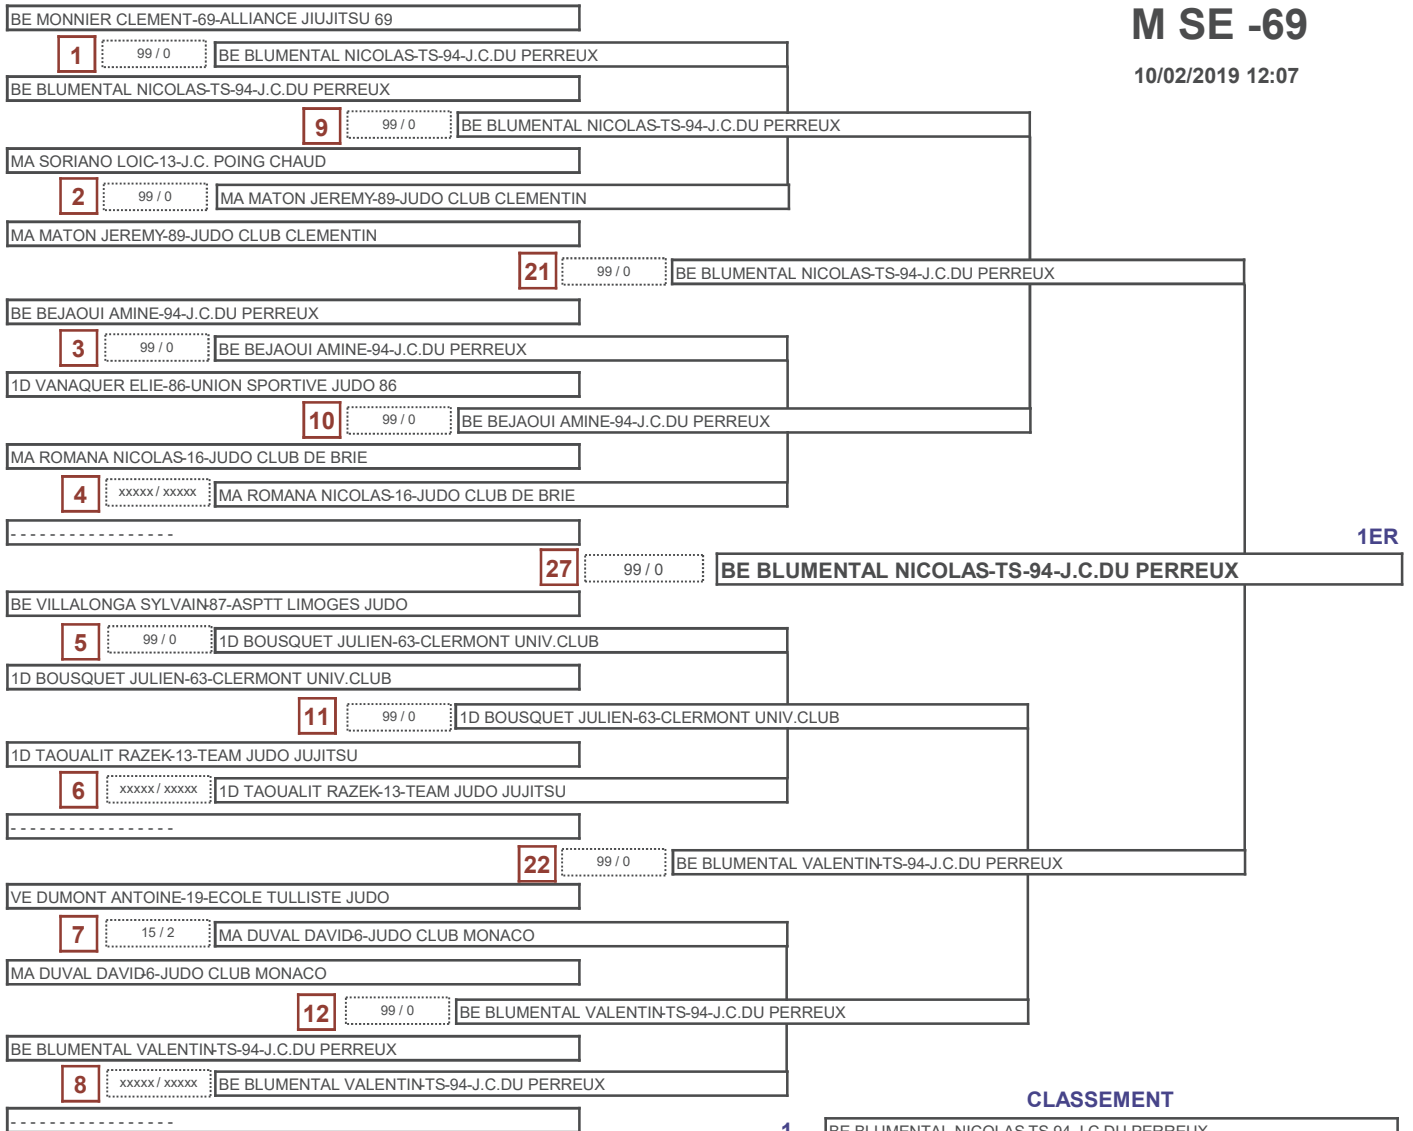 BE MONNIER CLEMENT-69-ALLIANCE JIUJITSU 69
M SE -69
1 99 / 0 BE BLUMENTAL NICOLAS-TS-94-J.C.DU PERREUX
10/02/2019 12:07
BE BLUMENTAL NICOLAS-TS-94-J.C.DU PERREUX
9 99 / 0 BE BLUMENTAL NICOLAS-TS-94-J.C.DU PERREUX
MA SORIANO LOIC-13-J.C. POING CHAUD
2 99 / 0 MA MATON JEREMY-89-JUDO CLUB CLEMENTIN
MA MATON JEREMY-89-JUDO CLUB CLEMENTIN
21 99 / 0 BE BLUMENTAL NICOLAS-TS-94-J.C.DU PERREUX
BE BEJAOUI AMINE-94-J.C.DU PERREUX
3 99 / 0 BE BEJAOUI AMINE-94-J.C.DU PERREUX
1D VANAQUER ELIE-86-UNION SPORTIVE JUDO 86
10 99 / 0 BE BEJAOUI AMINE-94-J.C.DU PERREUX
MA ROMANA NICOLAS-16-JUDO CLUB DE BRIE
4 xxxxx / xxxxx MA ROMANA NICOLAS-16-JUDO CLUB DE BRIE
- - - - - - - - - - - - - - - - -
1ER
27 99 / 0 BE BLUMENTAL NICOLAS-TS-94-J.C.DU PERREUX
BE VILLALONGA SYLVAIN-87-ASPTT LIMOGES JUDO
5 99 / 0 1D BOUSQUET JULIEN-63-CLERMONT UNIV.CLUB
1D BOUSQUET JULIEN-63-CLERMONT UNIV.CLUB
11 99 / 0 1D BOUSQUET JULIEN-63-CLERMONT UNIV.CLUB
1D TAOUALIT RAZEK-13-TEAM JUDO JUJITSU
6 xxxxx / xxxxx 1D TAOUALIT RAZEK-13-TEAM JUDO JUJITSU
- - - - - - - - - - - - - - - - -
22 99 / 0 BE BLUMENTAL VALENTIN-TS-94-J.C.DU PERREUX
VE DUMONT ANTOINE-19-ECOLE TULLISTE JUDO
7 15 / 2 MA DUVAL DAVID-6-JUDO CLUB MONACO
MA DUVAL DAVID-6-JUDO CLUB MONACO
12 99 / 0 BE BLUMENTAL VALENTIN-TS-94-J.C.DU PERREUX
BE BLUMENTAL VALENTIN-TS-94-J.C.DU PERREUX
8 xxxxx / xxxxx BE BLUMENTAL VALENTIN-TS-94-J.C.DU PERREUX
CLASSEMENT
- - - - - - - - - - - - - - - - -
1 BE BLUMENTAL NICOLAS-TS-94-J.C.DU PERREUX